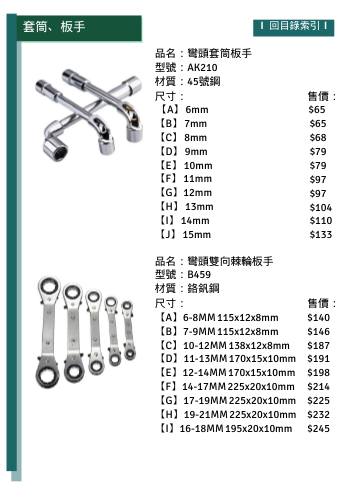 套筒、板手
回目錄索引
品名：彎頭套筒板手
型號：AK210
材質：45號鋼
尺寸： 售價：
【A】6mm $65
【B】7mm $65
【C】8mm $68
【D】9mm $79
【E】10mm $79
【F】11mm $97
【G】12mm $97
【H】13mm $104
【I】14mm $110
【J】15mm $133
品名：彎頭雙向棘輪板手
型號：B459
材質：鉻釩鋼
尺寸： 售價：
【A】6-8MM 115x12x8mm $140
【B】7-9MM 115x12x8mm $146
【C】10-12MM 138x12x8mm $187
【D】11-13MM 170x15x10mm $191
【E】12-14MM 170x15x10mm $198
【F】14-17MM 225x20x10mm $214
【G】17-19MM 225x20x10mm $225
【H】19-21MM 225x20x10mm $232
【I】16-18MM 195x20x10mm $245